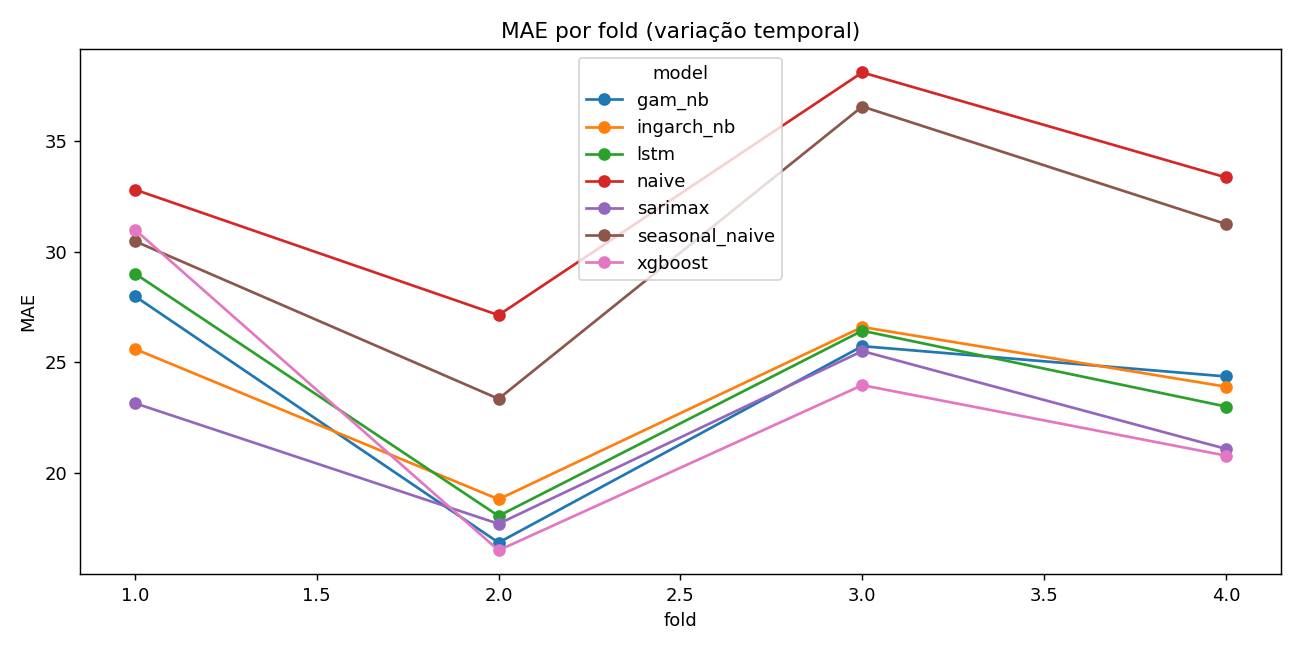 MAE por fold (variação temporal)
model
gam_nb
ingarch_nb
lstm
naive
sarimax
seasonal_naive
xgboost
MAE
35
30
25
20
1.0 1.5 2.0 2.5 3.0 3.5 4.0
fold